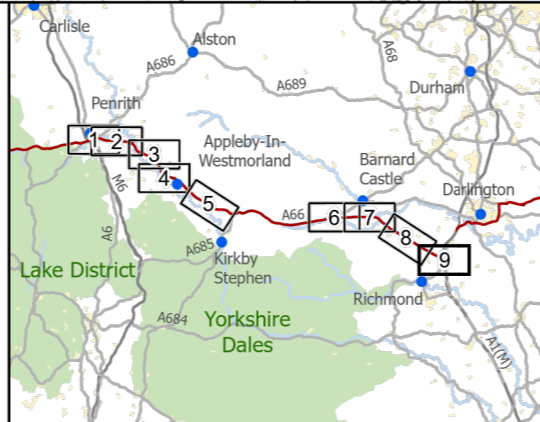 Carlisle
Alston
A686
A68
A689
Durham
Penrith
1
2
3
Appleby-In-
Westmorland
4
M6
Barnard
Castle
Darlington
5
A66
6
7
8
9
A6
A685
Kirkby
Stephen
Lake District
Richmond
A684
Yorkshire
Dales
A1(M)